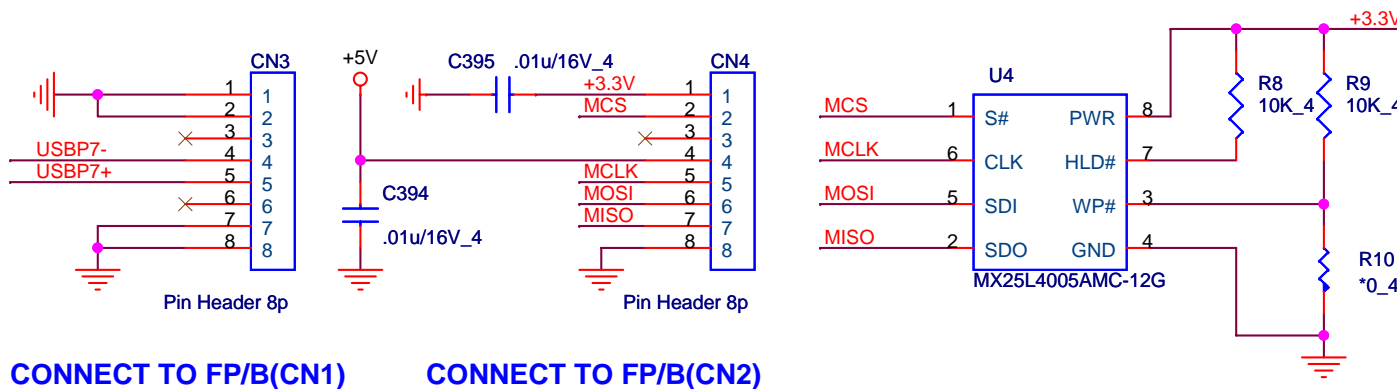 CN3
1 1
2 2
3 3
USBP7- 4 4
USBP7+ 5 5
6 6
7 7
8 8
Pin Header 8p
CONNECT TO FP/B(CN1)
+5V
C394
.01u/16V_4
C395 .01u/16V_4
CN4
+3.3V 1 1
MCS 2 2
3 3
4 4
MCLK 5 5
MOSI 6 6
MISO 7 7
8 8
Pin Header 8p
CONNECT TO FP/B(CN2)
U4
MCS 1 S# PWR 8
MCLK 6 CLK HLD# 7
MOSI 5 SDI WP# 3
MISO 2 SDO GND 4
MX25L4005AMC-12G
+3.3V
R8
10K_4
R9
10K_4
R10
*0_4